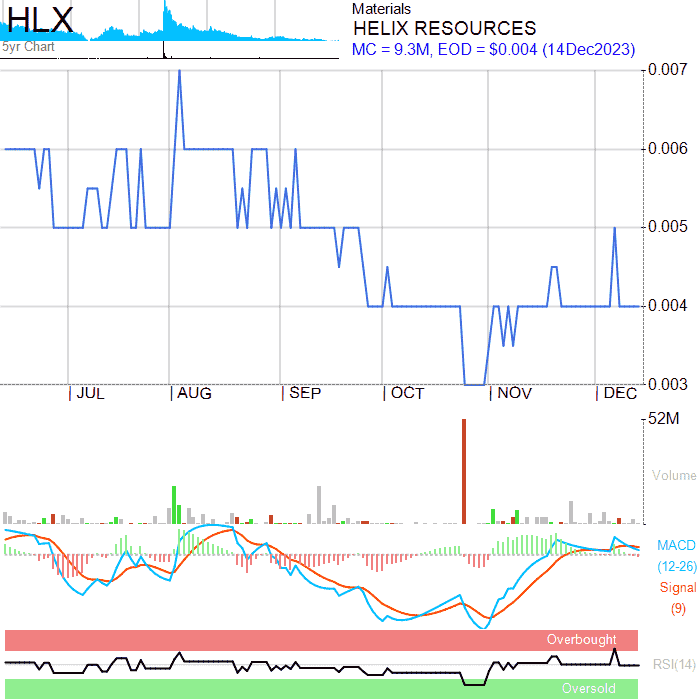 HLX
5yr Chart
Materials
HELIX RESOURCES
MC = 9.3M, EOD = $0.004 (14Dec2023)
0.007
0.006
0.005
0.004
0.003
JUL
AUG
SEP
OCT
NOV
DEC
52M
Volume
MACD
(12-26)
Signal
(9)
Overbought
RSI(14)
Oversold